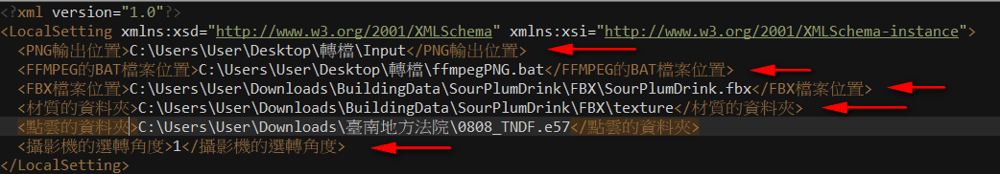 <?xml version="1.0"?>
<LocalSetting xmlns:xsd="http://www.w3.org/2001/XMLSchema" xmlns:xsi="http://www.w3.org/2001/XMLSchema-instance">
<PNG輸出位置>C:\Users\User\Desktop\轉檔\Input</PNG輸出位置>
<FFMPEG的BAT檔案位置>C:\Users\User\Desktop\轉檔\ffmpegPNG.bat</FFMPEG的BAT檔案位置>
<FBX檔案位置>C:\Users\User\Downloads\BuildingData\SourPlumDrink\FBX\SourPlumDrink.fbx</FBX檔案位置>
<材質的資料夾>C:\Users\User\Downloads\BuildingData\SourPlumDrink\FBX\texture</材質的資料夾>
<點雲的資料夾>C:\Users\User\Downloads\臺南地方法院\0808_TNDF.e57</點雲的資料夾>
<攝影機的選轉角度>1</攝影機的選轉角度>
</LocalSetting>